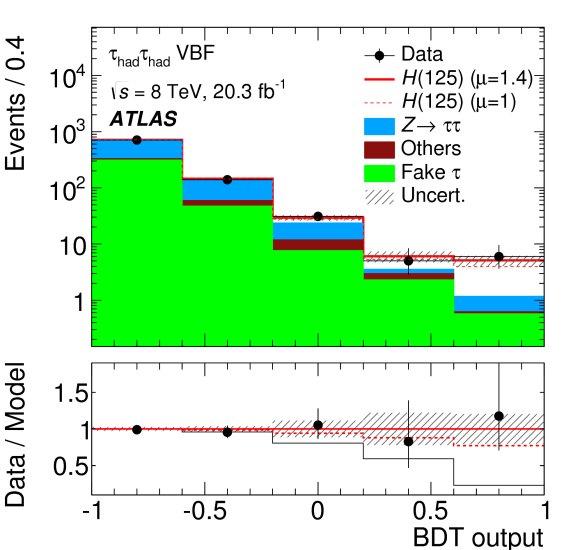 Events / 0.4
10⁴
10³
10²
10
1
τhadτhad VBF
√s = 8 TeV, 20.3 fb⁻¹
ATLAS
Data
H(125) (μ=1.4)
H(125) (μ=1)
Z→ ττ
Others
Fake τ
Uncert.
Data / Model
1.5
1
0.5
-1 -0.5 0 0.5 1
BDT output